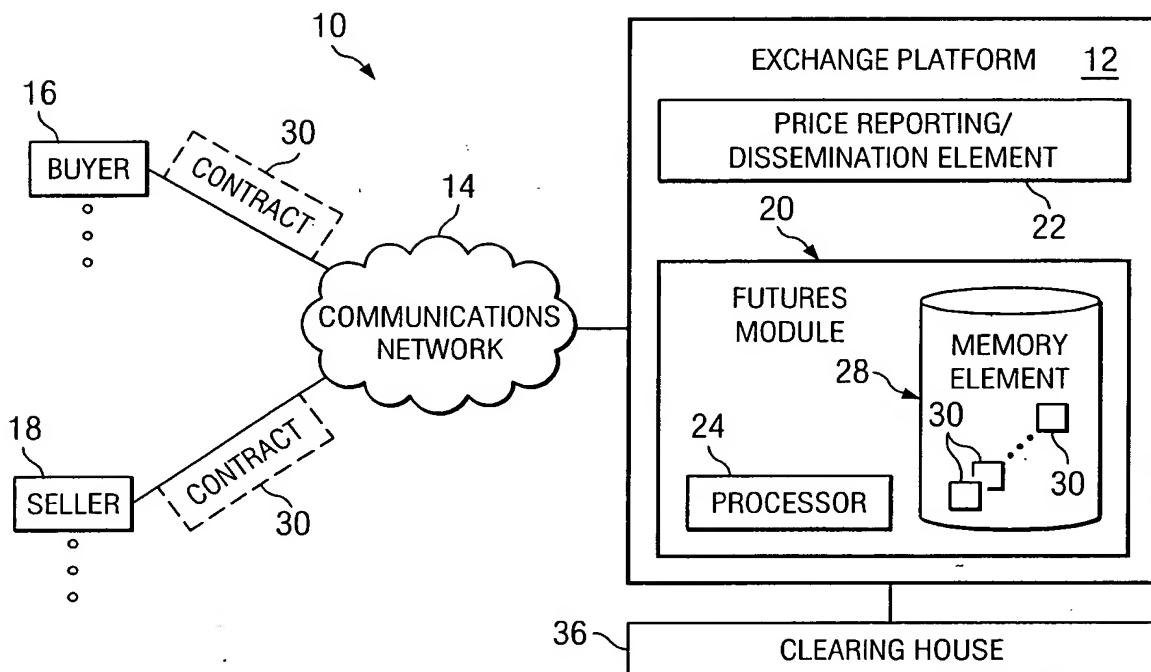 10
EXCHANGE PLATFORM 12
16
BUYER
30
CONTRACT
PRICE REPORTING/
DISSEMINATION ELEMENT
22
14
20
COMMUNICATIONS
NETWORK
FUTURES
MODULE
MEMORY
ELEMENT
28
30
30
24
PROCESSOR
18
SELLER
CONTRACT
30
36
CLEARING HOUSE